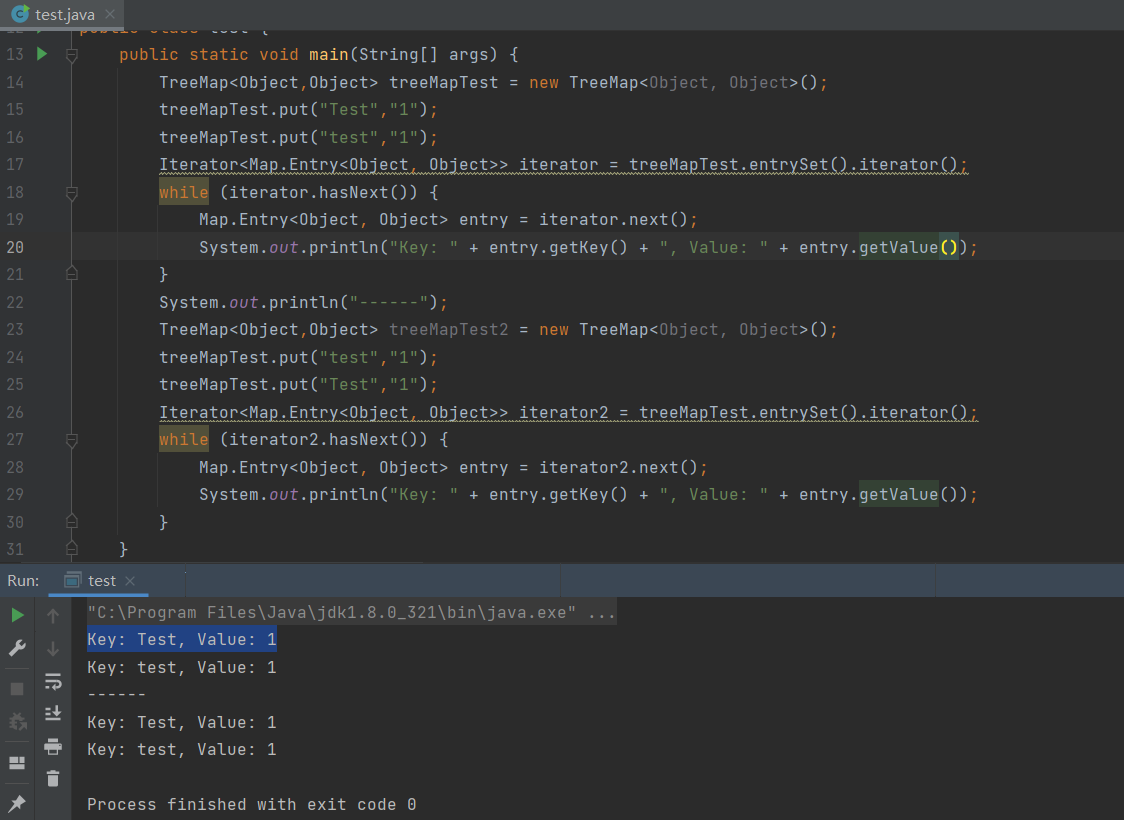 test.java
12 public class test {
13 public static void main(String[] args) {
14 TreeMap<Object,Object> treeMapTest = new TreeMap<Object, Object>();
15 treeMapTest.put("Test","1");
16 treeMapTest.put("test","1");
17 Iterator<Map.Entry<Object, Object>> iterator = treeMapTest.entrySet().iterator();
18 while (iterator.hasNext()) {
19 Map.Entry<Object, Object> entry = iterator.next();
20 System.out.println("Key: " + entry.getKey() + ", Value: " + entry.getValue());
21 }
22 System.out.println("------");
23 TreeMap<Object,Object> treeMapTest2 = new TreeMap<Object, Object>();
24 treeMapTest.put("test","1");
25 treeMapTest.put("Test","1");
26 Iterator<Map.Entry<Object, Object>> iterator2 = treeMapTest.entrySet().iterator();
27 while (iterator2.hasNext()) {
28 Map.Entry<Object, Object> entry = iterator2.next();
29 System.out.println("Key: " + entry.getKey() + ", Value: " + entry.getValue());
30 }
31 }
Run: test
"C:\Program Files\Java\jdk1.8.0_321\bin\java.exe" ...
Key: Test, Value: 1
Key: test, Value: 1
------
Key: Test, Value: 1
Key: test, Value: 1
Process finished with exit code 0